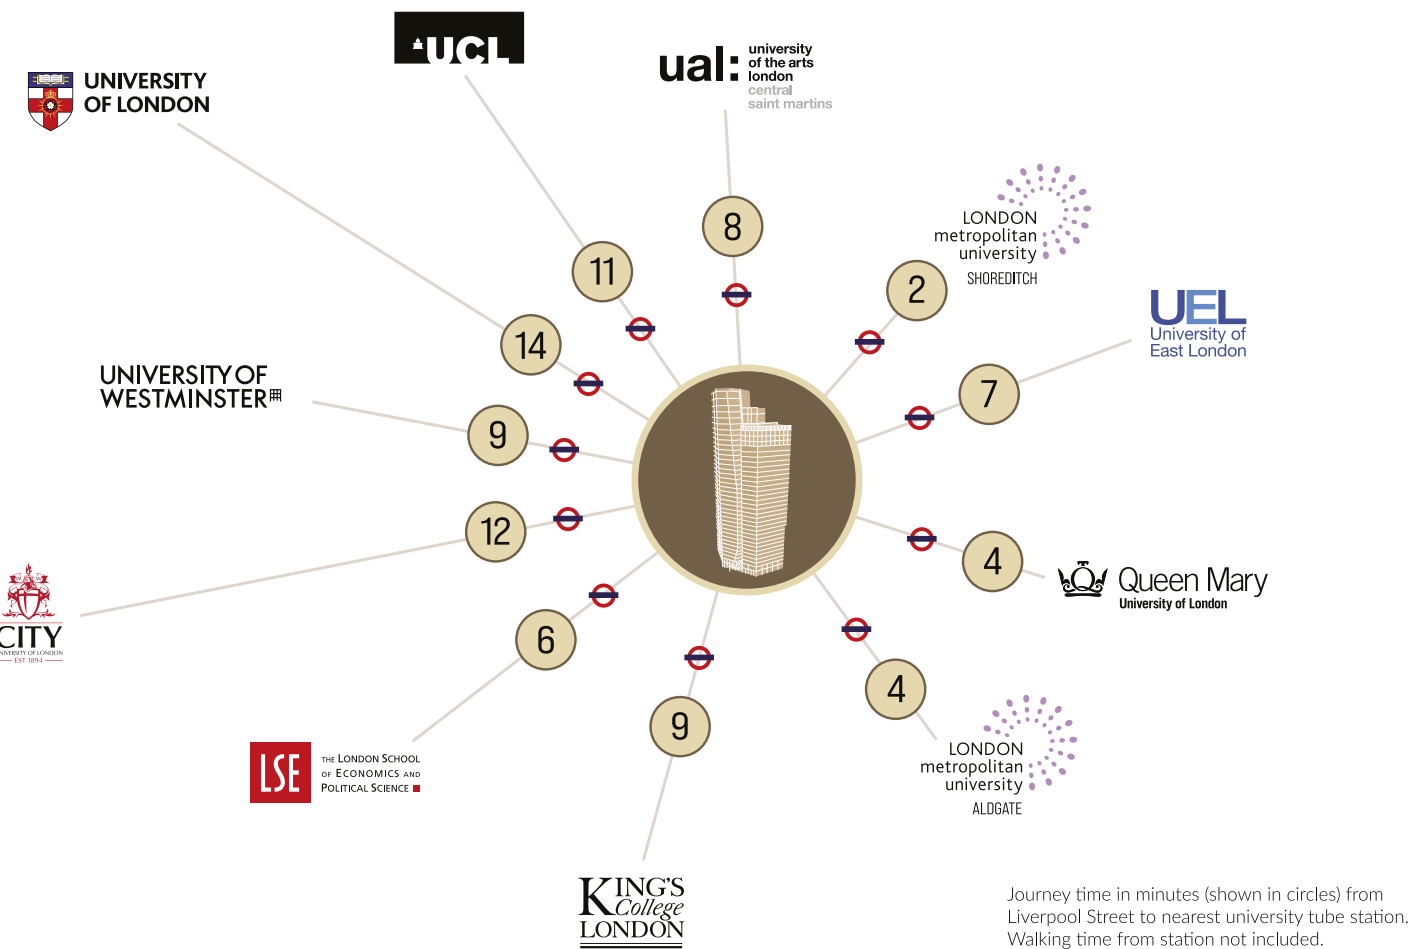 UCL
ual:
university
of the arts
london
central
saint martins
UNIVERSITY
OF LONDON
LONDON
metropolitan
university
SHOREDITCH
8
11
2
UEL
University of
East London
14
7
UNIVERSITY OF
WESTMINSTER
9
12
4
Queen Mary
University of London
CITY
UNIVERSITY OF LONDON
EST 1894
6
4
9
LSE
THE LONDON SCHOOL
OF ECONOMICS AND
POLITICAL SCIENCE
LONDON
metropolitan
university
ALDGATE
KING'S
College
LONDON
Journey time in minutes (shown in circles) from
Liverpool Street to nearest university tube station.
Walking time from station not included.